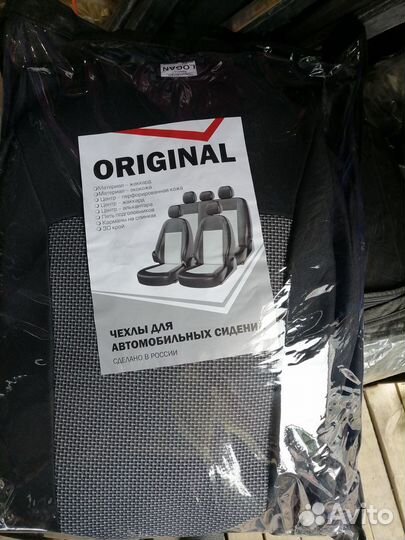 LOGAN
ORIGINAL
Материал – жаккард
Материал – экокожа
Центр – перфорированная кожа
Центр – жаккард
Центр – алькантара
Пять подголовников
Карманы на спинках
3D крой
ЧЕХЛЫ ДЛЯ
АВТОМОБИЛЬНЫХ СИДЕНИ
СДЕЛАНО В РОССИИ
Avito